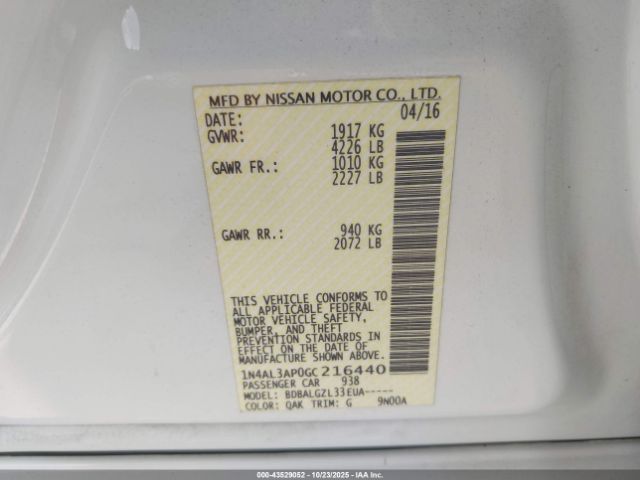 MFD BY NISSAN MOTOR CO., LTD.
DATE: 04/16
GVWR: 1917 KG
4226 LB
GAWR FR.: 1010 KG
2227 LB
GAWR RR.: 940 KG
2072 LB
THIS VEHICLE CONFORMS TO
ALL APPLICABLE FEDERAL
MOTOR VEHICLE SAFETY,
BUMPER, AND THEFT
PREVENTION STANDARDS IN
EFFECT ON THE DATE OF
MANUFACTURE SHOWN ABOVE.
1N4AL3AP0GC216440
PASSENGER CAR 938
MODEL: BDBALGZL33EUA-----
COLOR: QAK TRIM: G 9N00A
000-43529052 | 10/23/2025 - © IAA Inc.